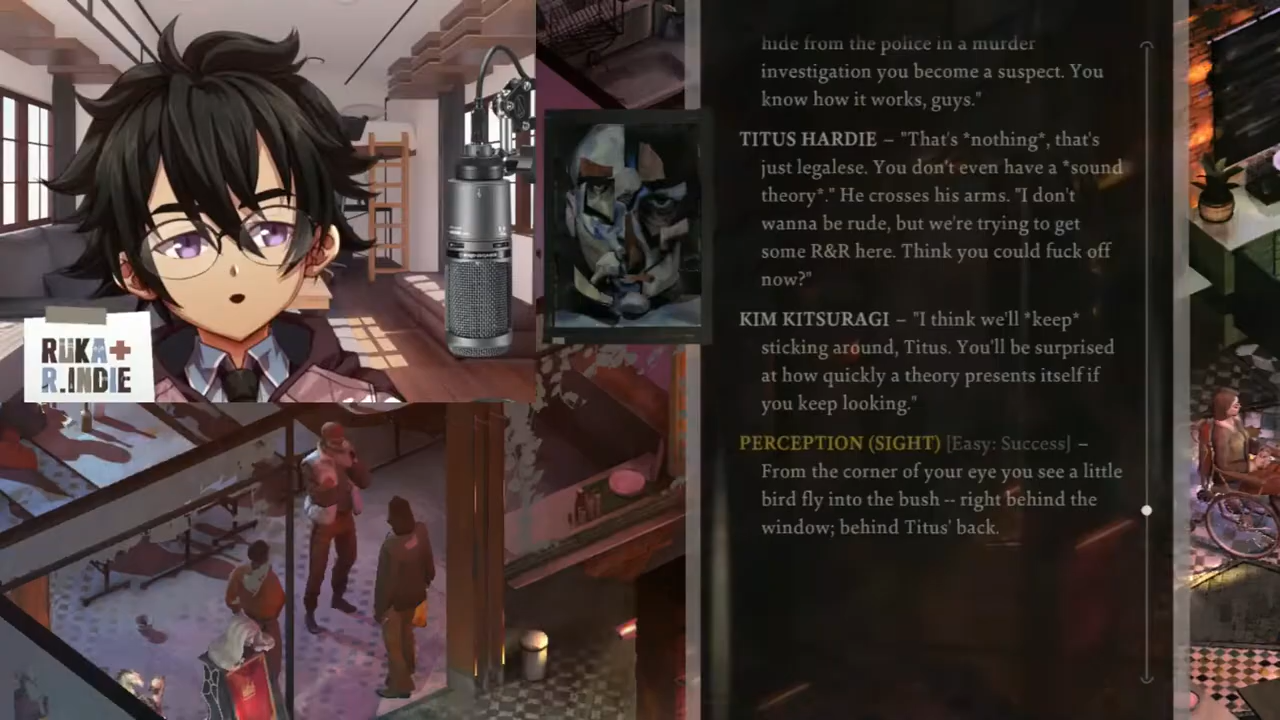 RUKA+
R.INDIE
hide from the police in a murder
investigation you become a suspect. You
know how it works, guys."
TITUS HARDIE – "That's *nothing*, that's
just legalese. You don't even have a *sound
theory*." He crosses his arms. "I don't
wanna be rude, but we're trying to get
some R&R here. Think you could fuck off
now?"
KIM KITSURAGI – "I think we'll *keep*
sticking around, Titus. You'll be surprised
at how quickly a theory presents itself if
you keep looking."
PERCEPTION (SIGHT) [Easy: Success] –
From the corner of your eye you see a little
bird fly into the bush -- right behind the
window; behind Titus' back.